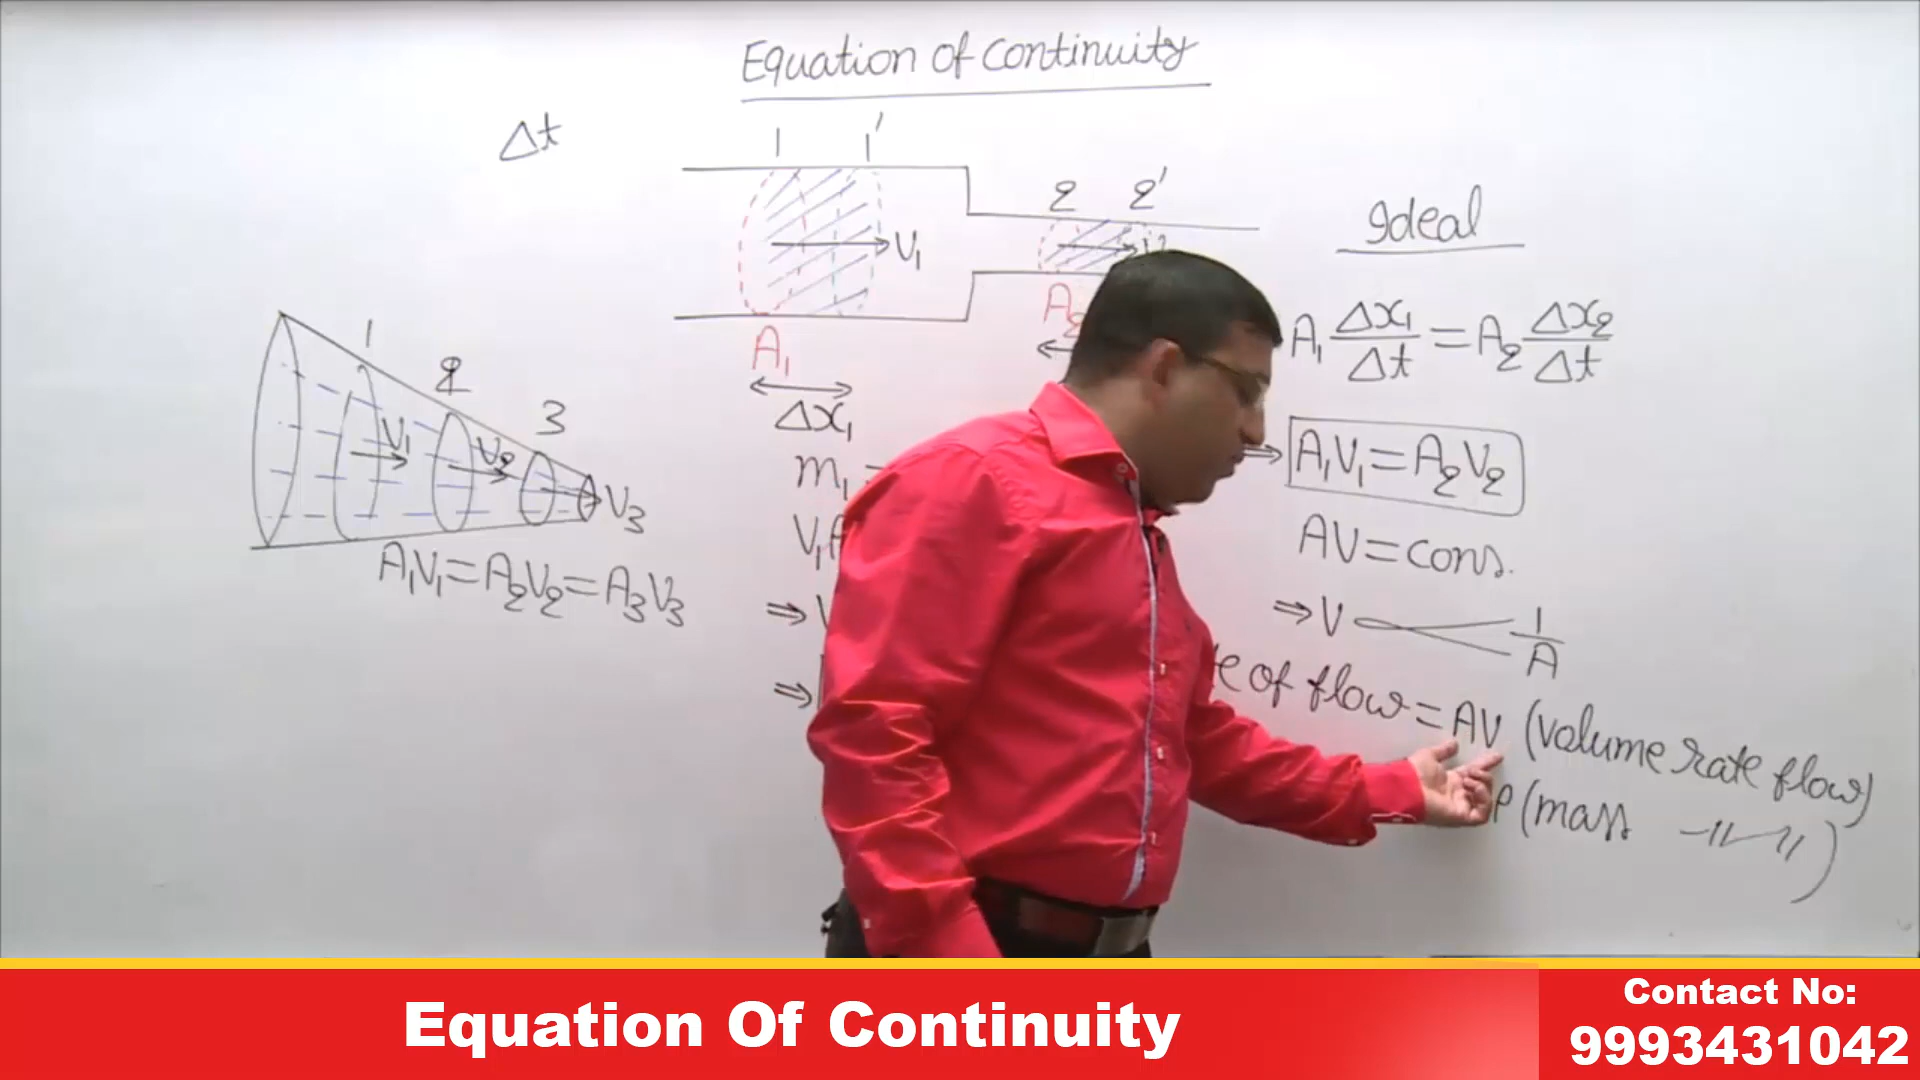 Equation of continuity
Δt
1 1'
2 2'
V₁
A₁
Δx₁
m₁
Ideal
A₁ Δx₁/Δt = A₂ Δx₂/Δt
⇒ A₁V₁ = A₂V₂
AV = cons.
⇒ V ∝ 1/A
of flow = AV (volume rate flow)
ρ (mass —〃—〃)
1 2 3
V₁ V₂ V₃
A₁V₁ = A₂V₂ = A₃V₃
Equation Of Continuity
Contact No:
9993431042